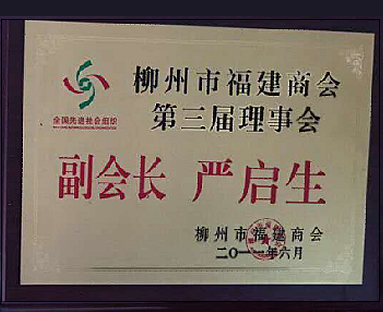 柳州市福建商会
全国先进社会组织
第三届理事会
副会长 严启生
柳州市福建商会
二〇一一年六月